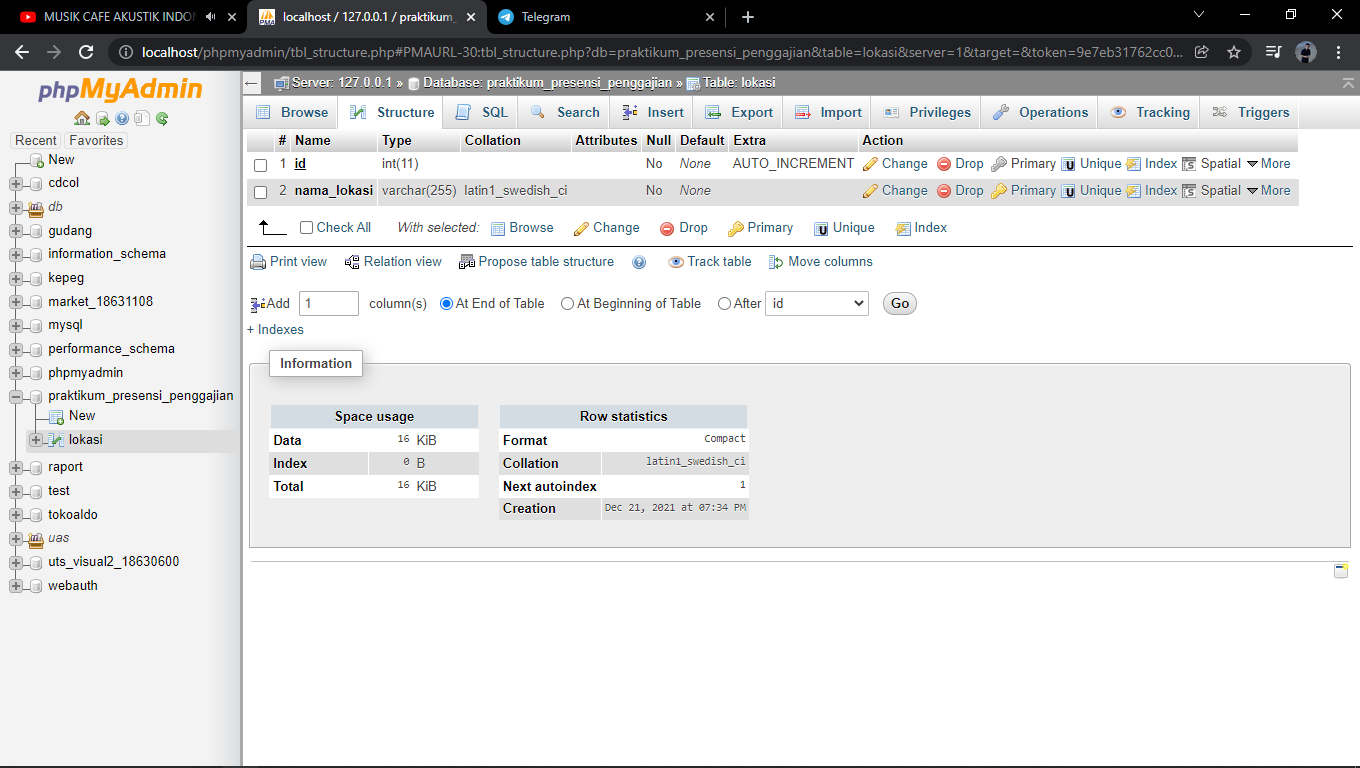 MUSIK CAFE AKUSTIK INDON
localhost / 127.0.0.1 / praktikum_
Telegram
localhost/phpmyadmin/tbl_structure.php#PMAURL-30:tbl_structure.php?db=praktikum_presensi_penggajian&table=lokasi&server=1&target=&token=9e7eb31762cc0...
phpMyAdmin
Recent Favorites
New
cdcol
db
gudang
information_schema
kepeg
market_18631108
mysql
performance_schema
phpmyadmin
praktikum_presensi_penggajian
New
lokasi
raport
test
tokoaldo
uas
uts_visual2_18630600
webauth
Server: 127.0.0.1 » Database: praktikum_presensi_penggajian » Table: lokasi
Browse Structure SQL Search Insert Export Import Privileges Operations Tracking Triggers
# Name Type Collation Attributes Null Default Extra Action
1 id int(11) No None AUTO_INCREMENT Change Drop Primary Unique Index Spatial More
2 nama_lokasi varchar(255) latin1_swedish_ci No None Change Drop Primary Unique Index Spatial More
Check All With selected: Browse Change Drop Primary Unique Index
Print view Relation view Propose table structure Track table Move columns
Add 1 column(s) At End of Table At Beginning of Table After id Go
+ Indexes
Information
Space usage
Data 16 KiB
Index 0 B
Total 16 KiB
Row statistics
Format Compact
Collation latin1_swedish_ci
Next autoindex 1
Creation Dec 21, 2021 at 07:34 PM